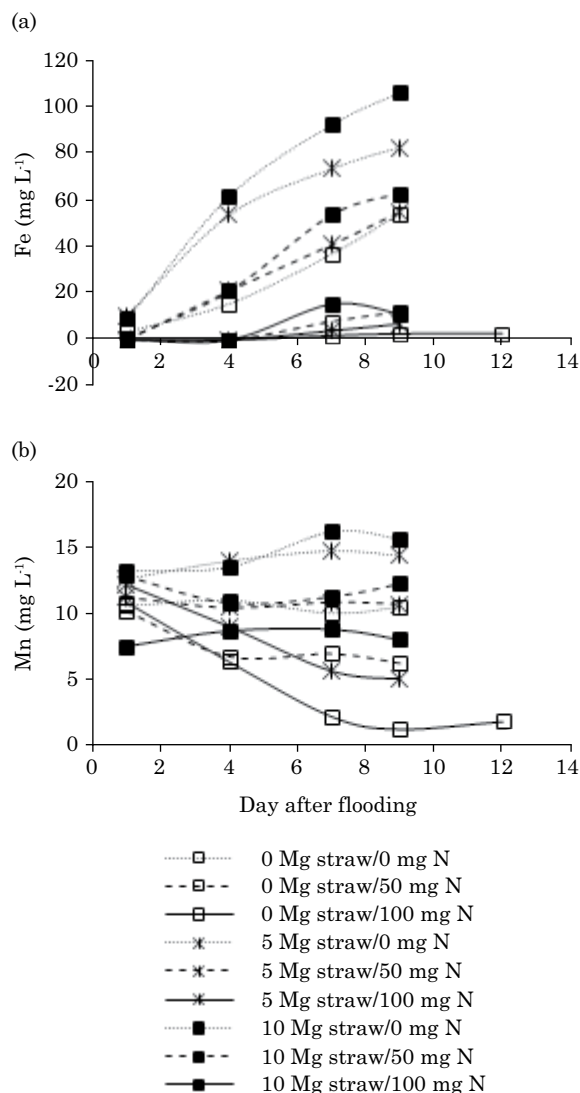 (a)
120
100
80
60
40
20
0
-20
Fe (mg L-1)
0 2 4 6 8 10 12 14
(b)
20
15
10
5
0
Mn (mg L-1)
0 2 4 6 8 10 12 14
Day after flooding
0 Mg straw/0 mg N
0 Mg straw/50 mg N
0 Mg straw/100 mg N
5 Mg straw/0 mg N
5 Mg straw/50 mg N
5 Mg straw/100 mg N
10 Mg straw/0 mg N
10 Mg straw/50 mg N
10 Mg straw/100 mg N